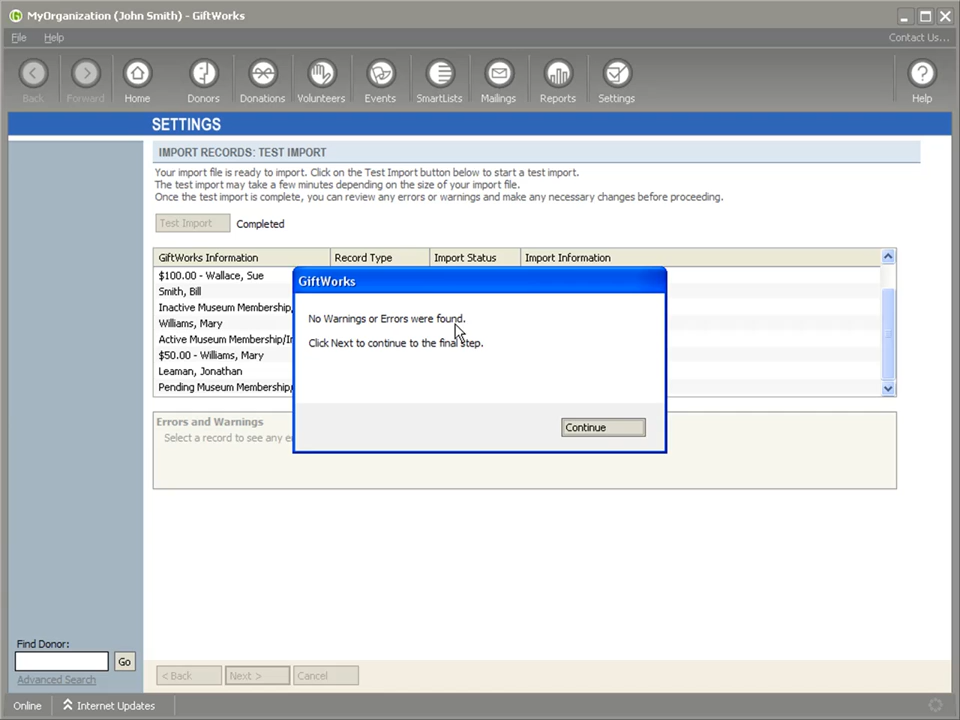 MyOrganization (John Smith) - GiftWorks
File Help Contact Us...
Back Forward Home Donors Donations Volunteers Events SmartLists Mailings Reports Settings Help
SETTINGS
IMPORT RECORDS: TEST IMPORT
Your import file is ready to import. Click on the Test Import button below to start a test import.
The test import may take a few minutes depending on the size of your import file.
Once the test import is complete, you can review any errors or warnings and make any necessary changes before proceeding.
Test Import Completed
GiftWorks Information Record Type Import Status Import Information
$100.00 - Wallace, Sue
Smith, Bill
Inactive Museum Membership,
Williams, Mary
Active Museum Membership/In
$50.00 - Williams, Mary
Leaman, Jonathan
Pending Museum Membership,
GiftWorks
No Warnings or Errors were found.
Click Next to continue to the final step.
Continue
Errors and Warnings
Select a record to see any e
Find Donor:
Go
Advanced Search
< Back Next > Cancel
Online Internet Updates